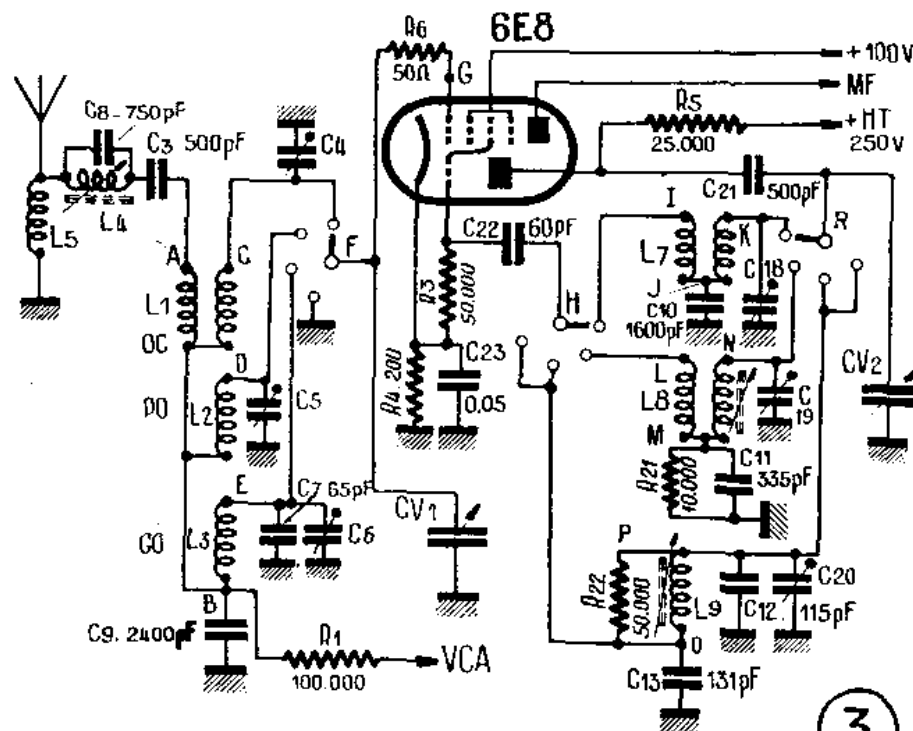 6E8
R6
50Ω
G
+100V
MF
R5
25.000
+HT
250V
C8-750pF
C3 500pF
C4
L4
L5
C21
500pF
A
C
F
C22
60pF
I
L7
K
R
L1
R3
50.000
H
J
C10
1600pF
C18
OC
D
PO
L2
C5
R4.200
C23
0,05
L
L8
N
C19
CV2
M
R21
10.000
C11
335pF
E
C7 65pF
GO
L3
C6
CV1
P
R22
50.000
L9
C12
C20
115pF
B
C9.2400pF
R1
100.000
VCA
O
C13
131pF
3